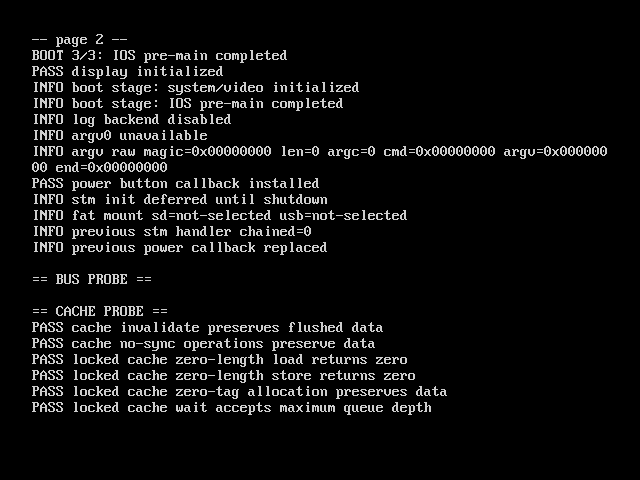 -- page 2 --
BOOT 3/3: IOS pre-main completed
PASS display initialized
INFO boot stage: system/video initialized
INFO boot stage: IOS pre-main completed
INFO log backend disabled
INFO argv0 unavailable
INFO argv raw magic=0x00000000 len=0 argc=0 cmd=0x00000000 argv=0x000000
00 end=0x00000000
PASS power button callback installed
INFO stm init deferred until shutdown
INFO fat mount sd=not-selected usb=not-selected
INFO previous stm handler chained=0
INFO previous power callback replaced
== BUS PROBE ==
== CACHE PROBE ==
PASS cache invalidate preserves flushed data
PASS cache no-sync operations preserve data
PASS locked cache zero-length load returns zero
PASS locked cache zero-length store returns zero
PASS locked cache zero-tag allocation preserves data
PASS locked cache wait accepts maximum queue depth